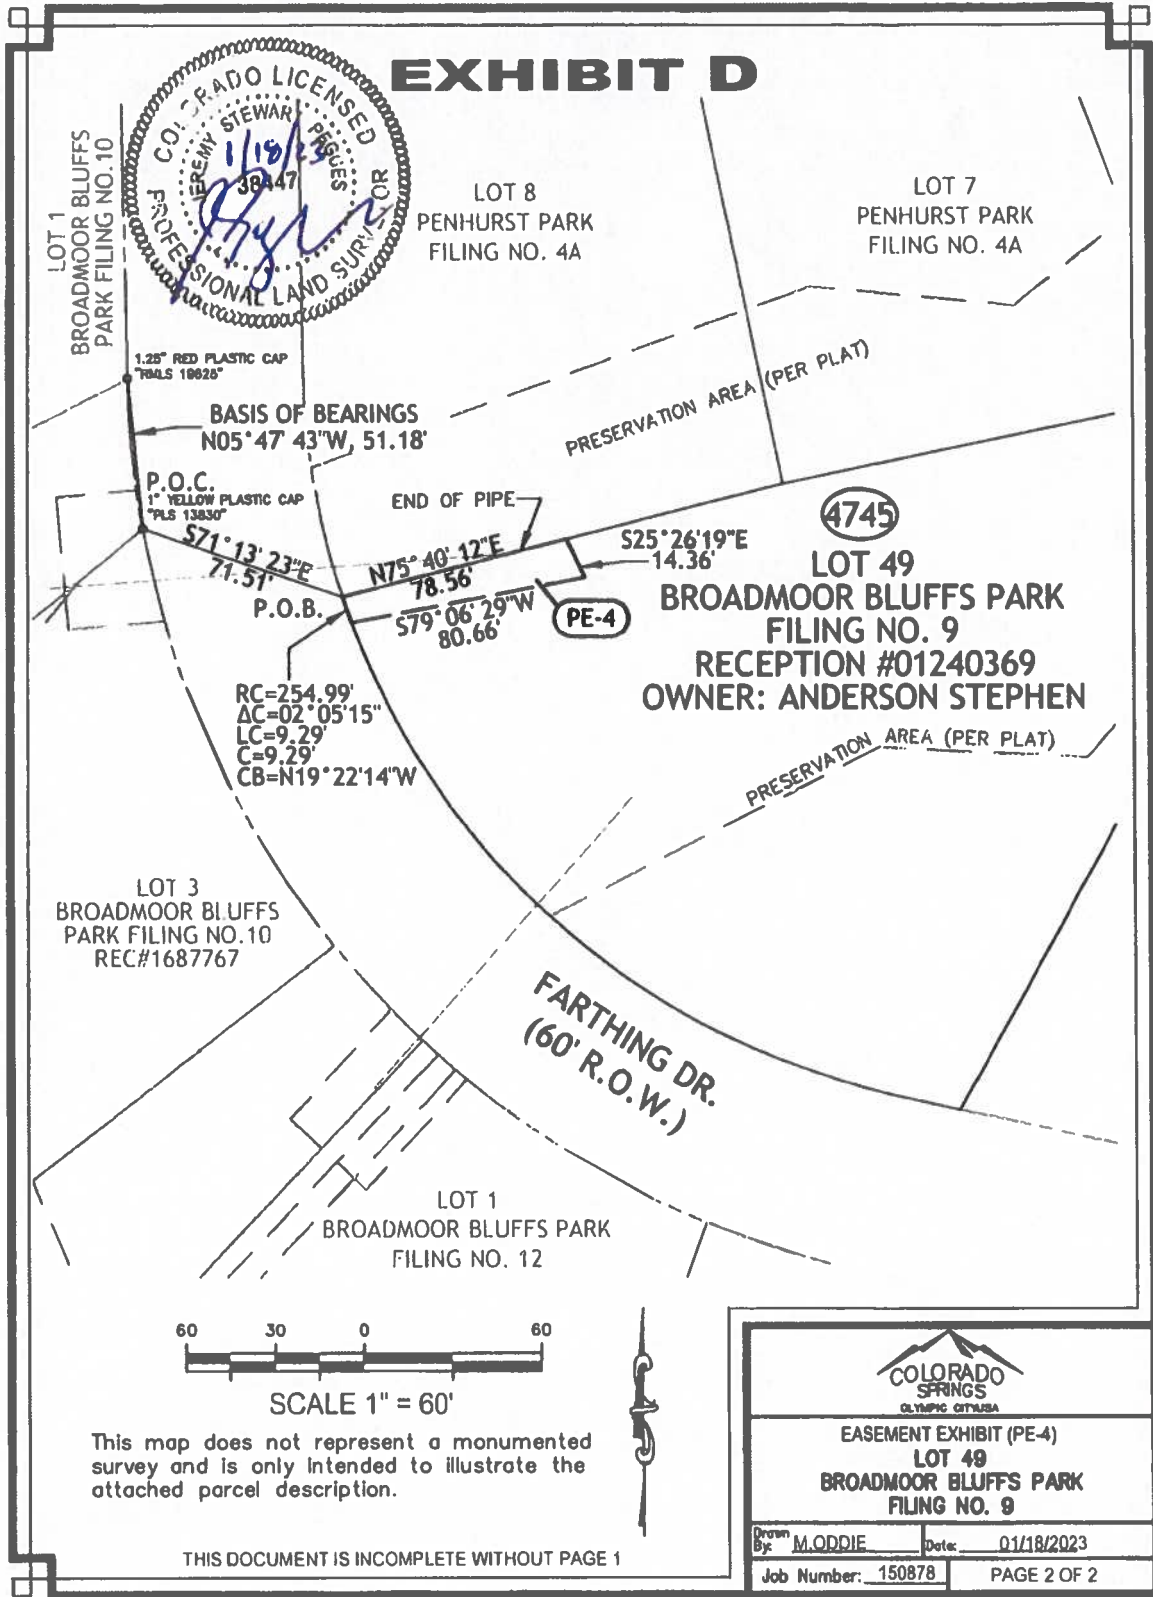 EXHIBIT D
COLORADO LICENSED
JEREMY STEWART PEGUES
1/18/23
38447
PROFESSIONAL LAND SURVEYOR
LOT 1
BROADMOOR BLUFFS
PARK FILING NO. 10
LOT 8
PENHURST PARK
FILING NO. 4A
LOT 7
PENHURST PARK
FILING NO. 4A
1.25" RED PLASTIC CAP
"RMLS 19625"
BASIS OF BEARINGS
N05°47'43"W, 51.18'
PRESERVATION AREA (PER PLAT)
P.O.C.
1" YELLOW PLASTIC CAP
"PLS 13830"
END OF PIPE
S71°13'23"E
71.51'
N75°40'12"E
78.56'
S25°26'19"E
14.36'
P.O.B.
S79°06'29"W
80.66'
PE-4
4745
LOT 49
BROADMOOR BLUFFS PARK
FILING NO. 9
RECEPTION #01240369
OWNER: ANDERSON STEPHEN
RC=254.99'
ΔC=02°05'15"
LC=9.29'
C=9.29'
CB=N19°22'14"W
PRESERVATION AREA (PER PLAT)
LOT 3
BROADMOOR BLUFFS
PARK FILING NO.10
REC#1687767
FARTHING DR.
(60' R.O.W.)
LOT 1
BROADMOOR BLUFFS PARK
FILING NO. 12
60 30 0 60
SCALE 1" = 60'
This map does not represent a monumented
survey and is only intended to illustrate the
attached parcel description.
THIS DOCUMENT IS INCOMPLETE WITHOUT PAGE 1
COLORADO
SPRINGS
OLYMPIC CITY USA
EASEMENT EXHIBIT (PE-4)
LOT 49
BROADMOOR BLUFFS PARK
FILING NO. 9
Drawn By: M.ODDIE Date: 01/18/2023
Job Number: 150878 PAGE 2 OF 2